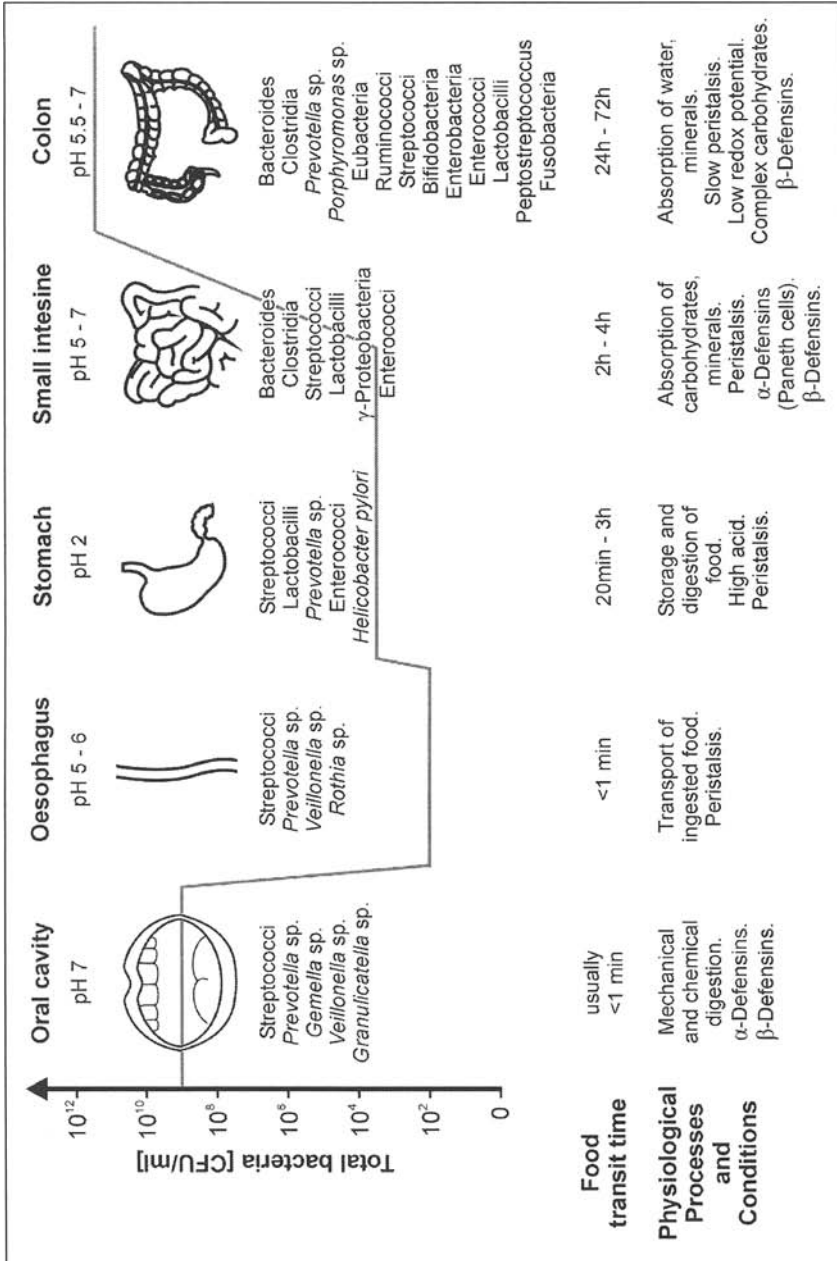 Oral cavity
pH 7
Oesophagus
pH 5 - 6
Stomach
pH 2
Small intestine
pH 5 - 7
Colon
pH 5.5 - 7
Total bacteria [CFU/ml]
10¹²
10¹⁰
10⁸
10⁶
10⁴
10²
0
Streptococci
Prevotella sp.
Gemella sp.
Veillonella sp.
Granulicatella sp.
Streptococci
Prevotella sp.
Veillonella sp.
Rothia sp.
Streptococci
Lactobacilli
Prevotella sp.
Enterococci
Helicobacter pylori
Bacteroides
Clostridia
Streptococci
Lactobacilli
γ-Proteobacteria
Enterococci
Bacteroides
Clostridia
Prevotella sp.
Porphyromonas sp.
Eubacteria
Ruminococci
Streptococci
Bifidobacteria
Enterobacteria
Enterococci
Lactobacilli
Peptostreptococcus
Fusobacteria
Food
transit time
usually
<1 min
<1 min
20min - 3h
2h - 4h
24h - 72h
Physiological
Processes
and
Conditions
Mechanical
and chemical
digestion.
α-Defensins.
β-Defensins.
Transport of
ingested food.
Peristalsis.
Storage and
digestion of
food.
High acid.
Peristalsis.
Absorption of
carbohydrates,
minerals.
Peristalsis.
α-Defensins
(Paneth cells).
β-Defensins.
Absorption of water,
minerals.
Slow peristalsis.
Low redox potential.
Complex carbohydrates.
β-Defensins.